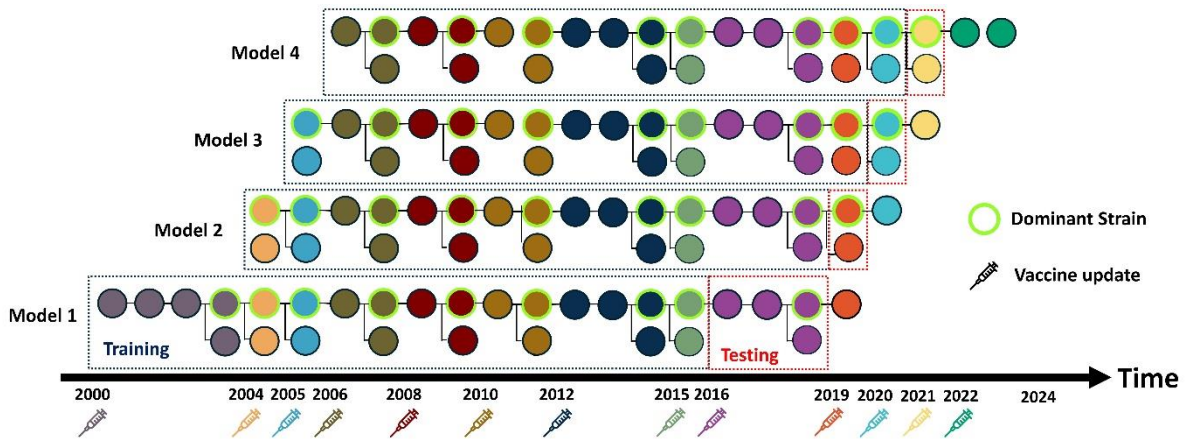 Model 4
Model 3
Model 2
Dominant Strain
Vaccine update
Model 1
Training
Testing
Time
2000 2004 2005 2006 2008 2010 2012 2015 2016 2019 2020 2021 2022 2024